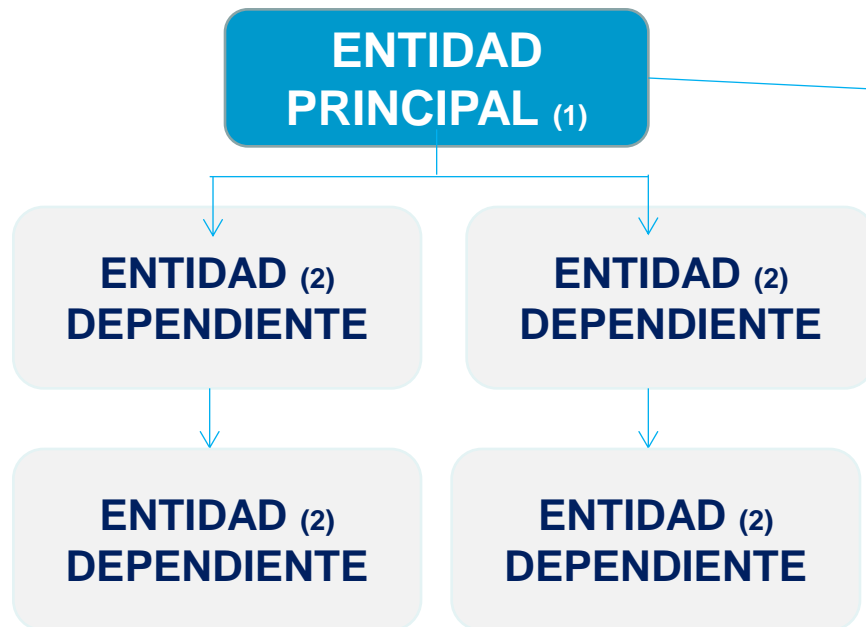 ENTIDAD
PRINCIPAL (1)
ENTIDAD (2)
DEPENDIENTE
ENTIDAD (2)
DEPENDIENTE
ENTIDAD (2)
DEPENDIENTE
ENTIDAD (2)
DEPENDIENTE